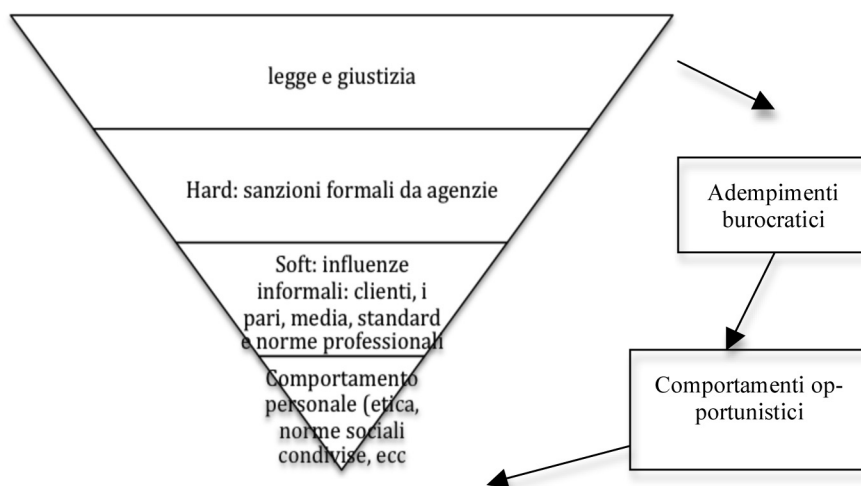 legge e giustizia
Hard: sanzioni formali da agenzie
Soft: influenze
informali: clienti, i
pari, media, standard
e norme professionali
Comportamento
personale (etica,
norme sociali
condivise, ecc
Adempimenti
burocratici
Comportamenti op-
portunistici